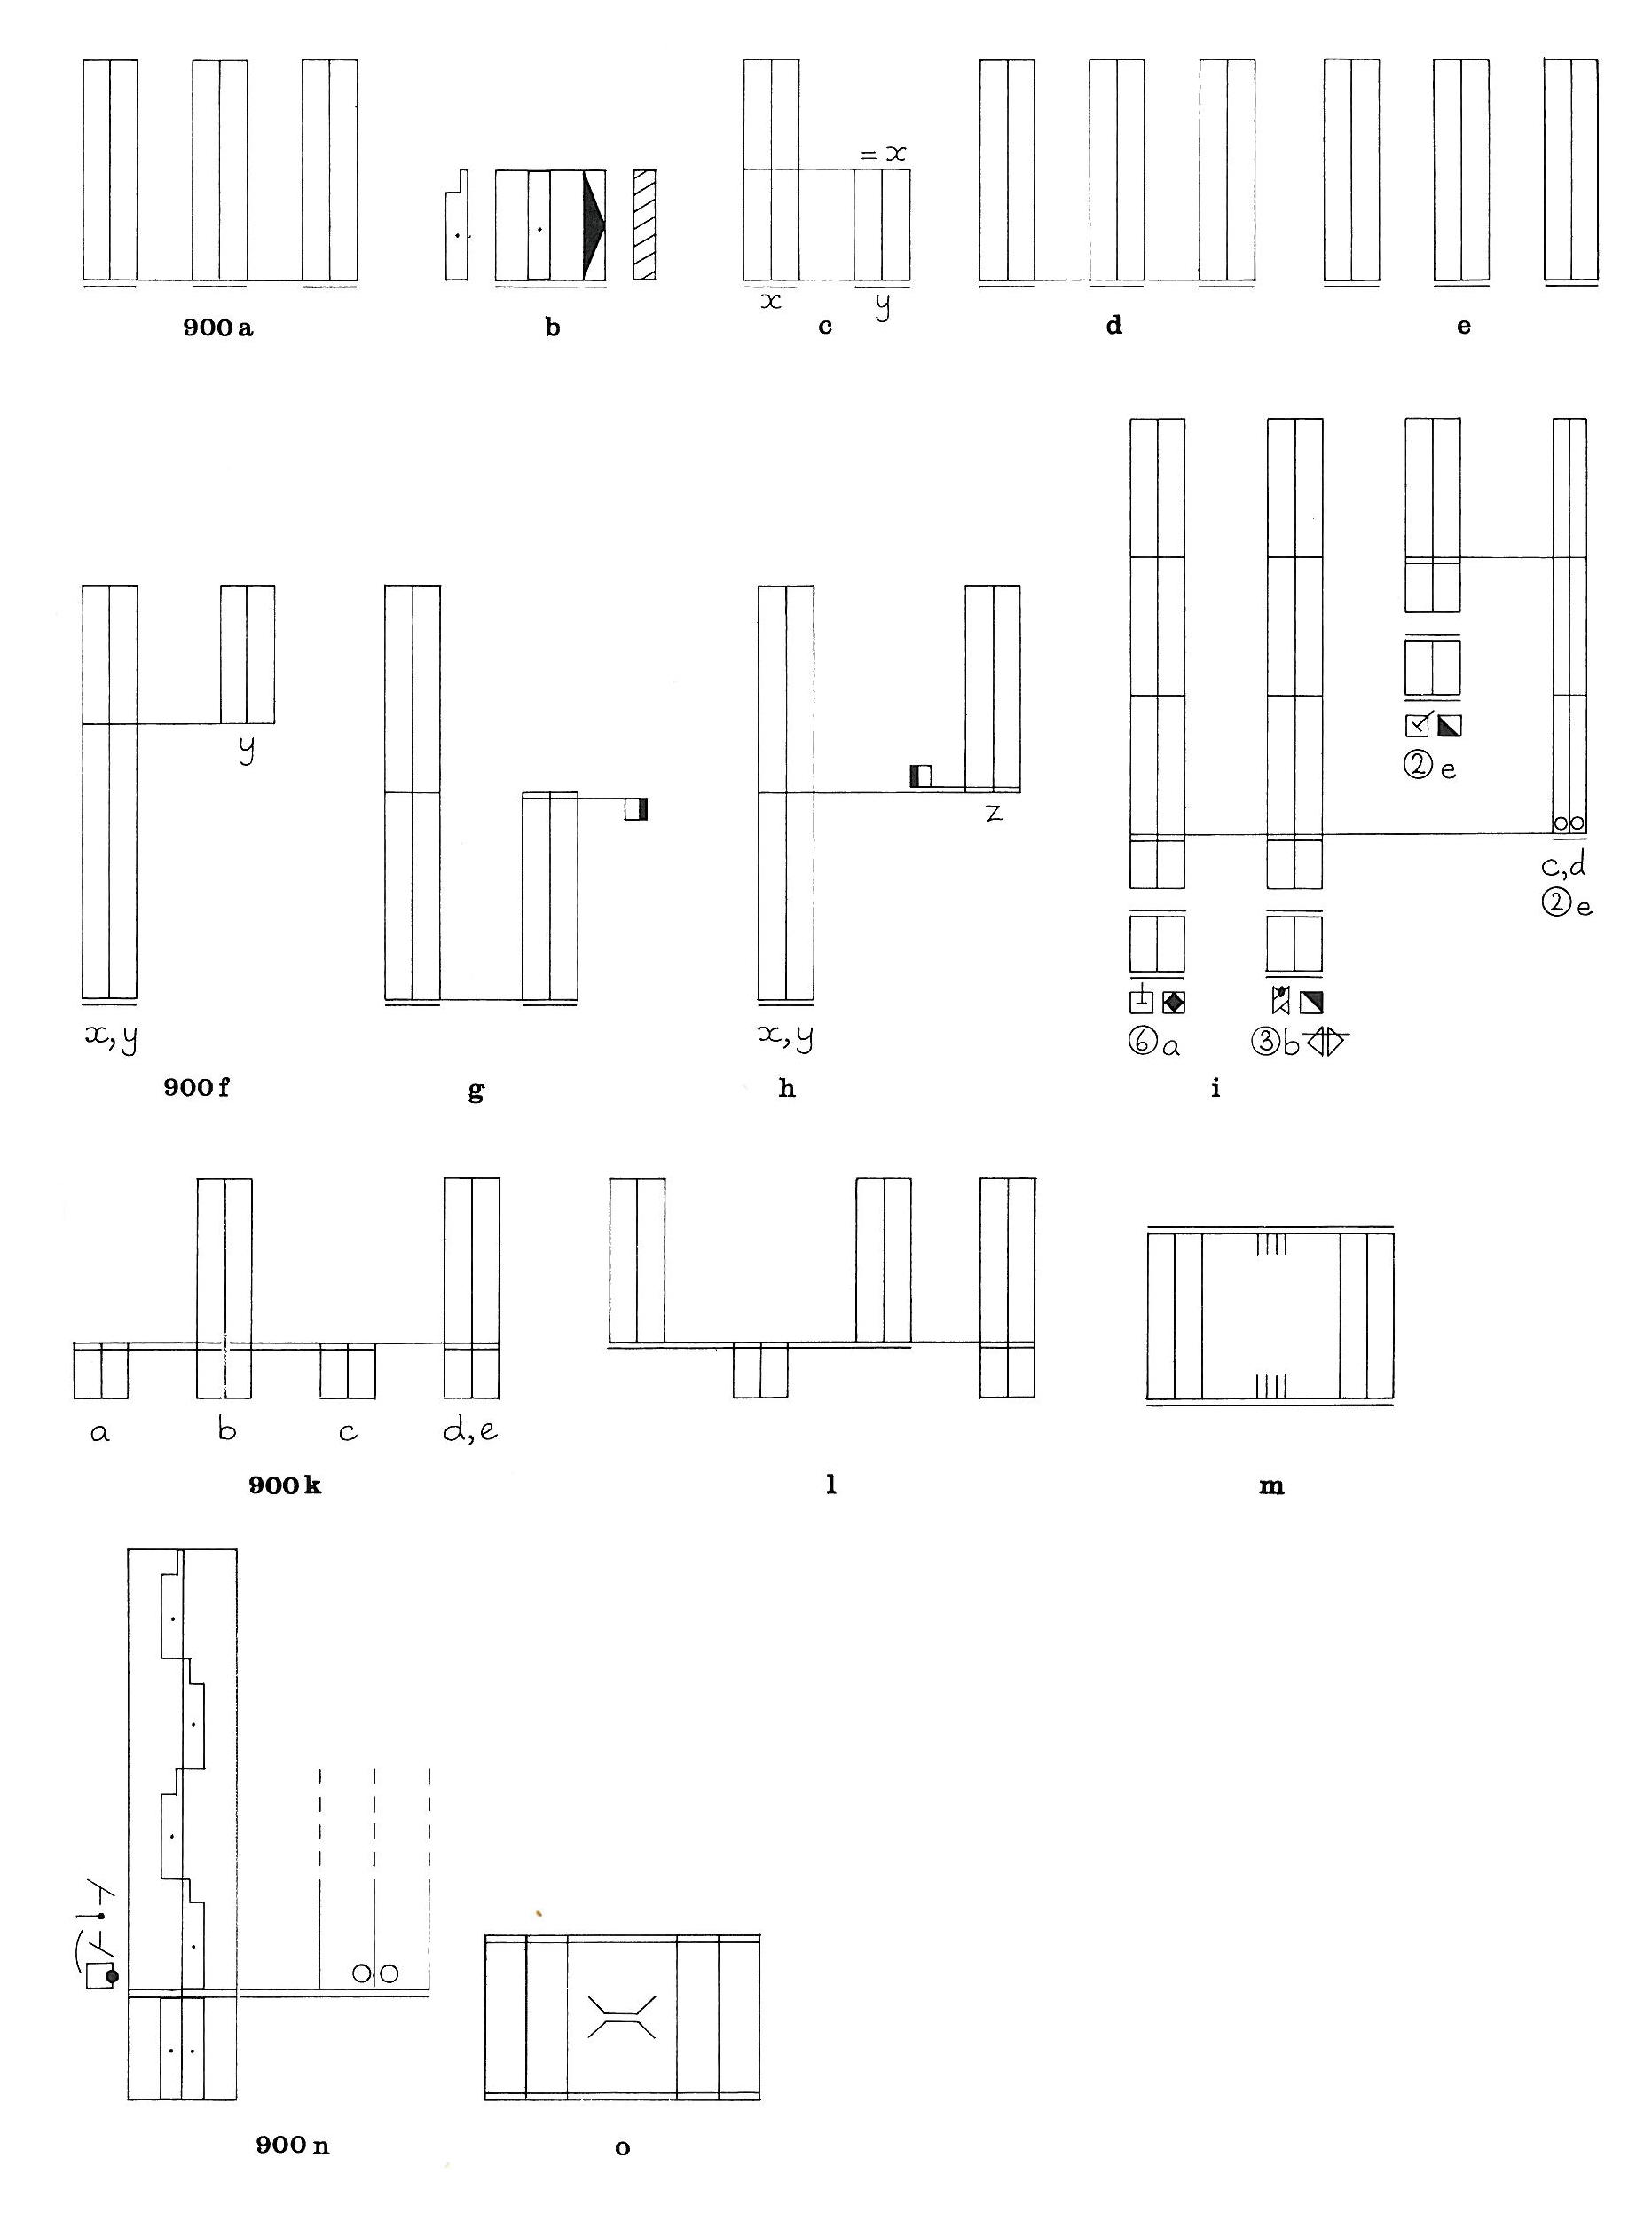 = x
x
y
900 a
b
c
d
e
y
z
② e
c, d
② e
x, y
x, y
⑥ a
③ b
900 f
g
h
i
a
b
c
d, e
900 k
l
m
900 n
o